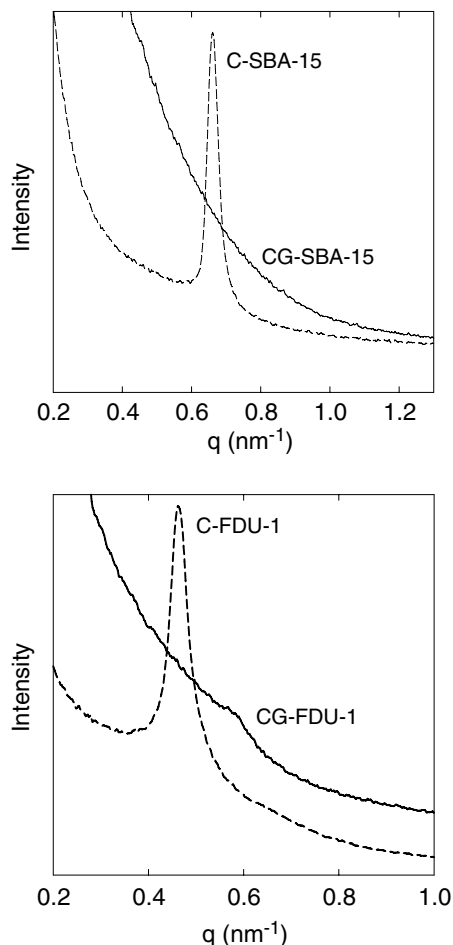 C-SBA-15
Intensity
CG-SBA-15
0.2 0.4 0.6 0.8 1.0 1.2
q (nm⁻¹)
C-FDU-1
Intensity
CG-FDU-1
0.2 0.4 0.6 0.8 1.0
q (nm⁻¹)